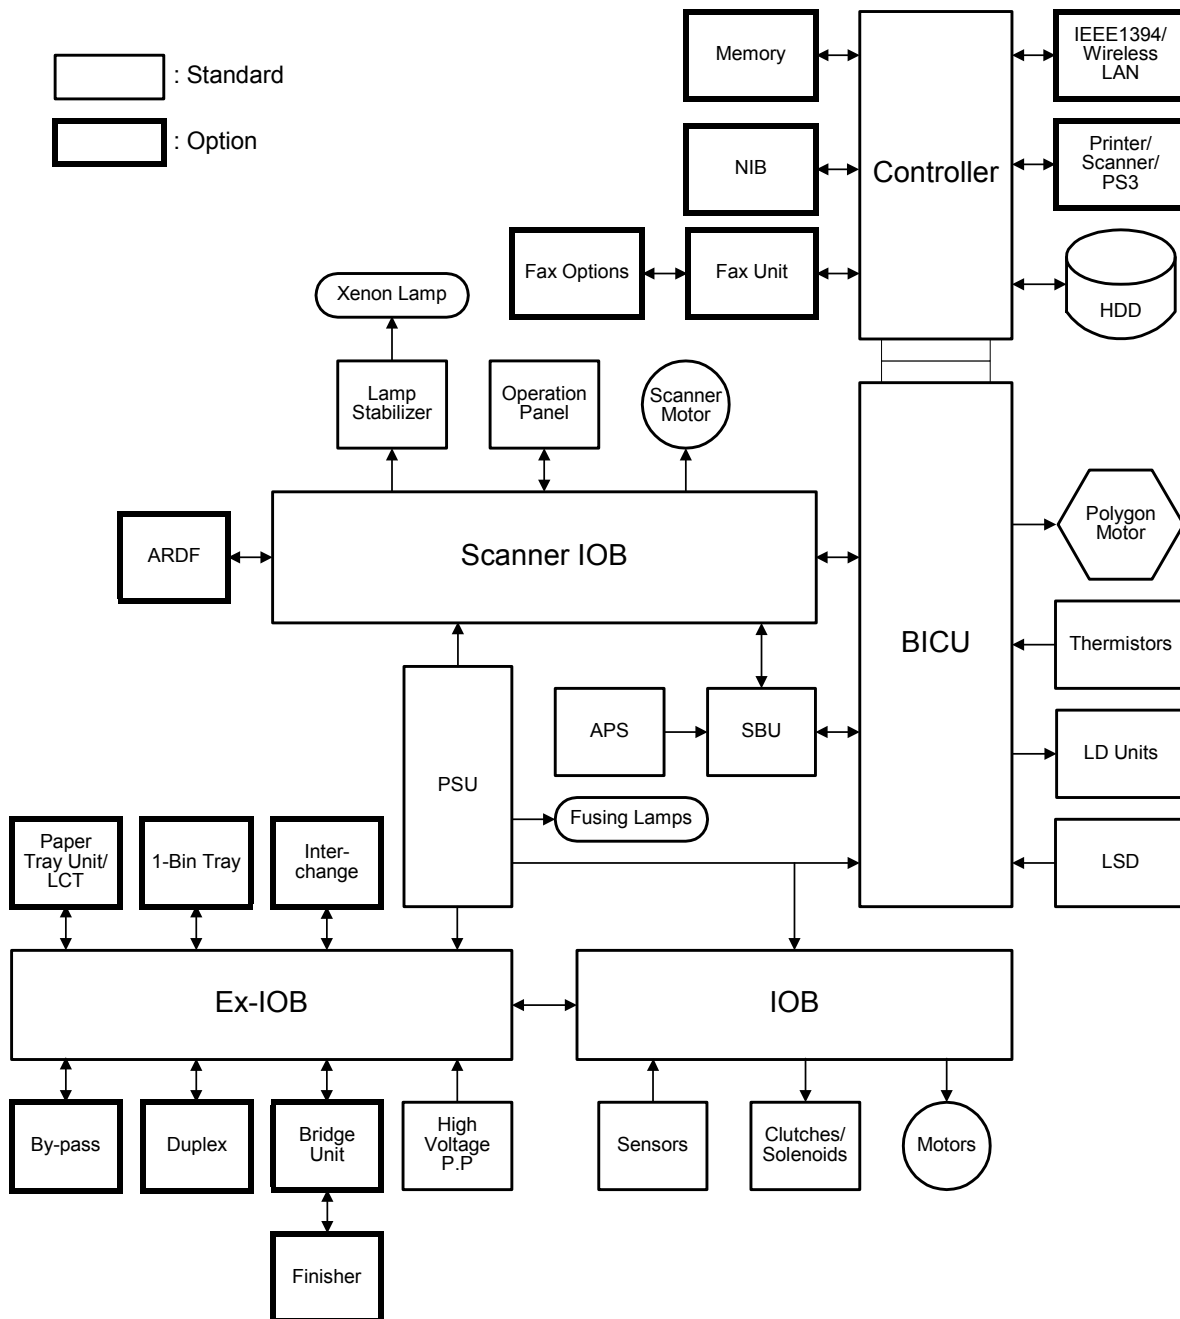 : Standard
: Option
Memory
NIB
Fax Options
Fax Unit
Controller
IEEE1394/
Wireless
LAN
Printer/
Scanner/
PS3
HDD
Xenon Lamp
Lamp
Stabilizer
Operation
Panel
Scanner
Motor
ARDF
Scanner IOB
BICU
Polygon
Motor
Thermistors
LD Units
LSD
APS
SBU
PSU
Fusing Lamps
Paper
Tray Unit/
LCT
1-Bin Tray
Inter-
change
Ex-IOB
IOB
By-pass
Duplex
Bridge
Unit
High
Voltage
P.P
Sensors
Clutches/
Solenoids
Motors
Finisher